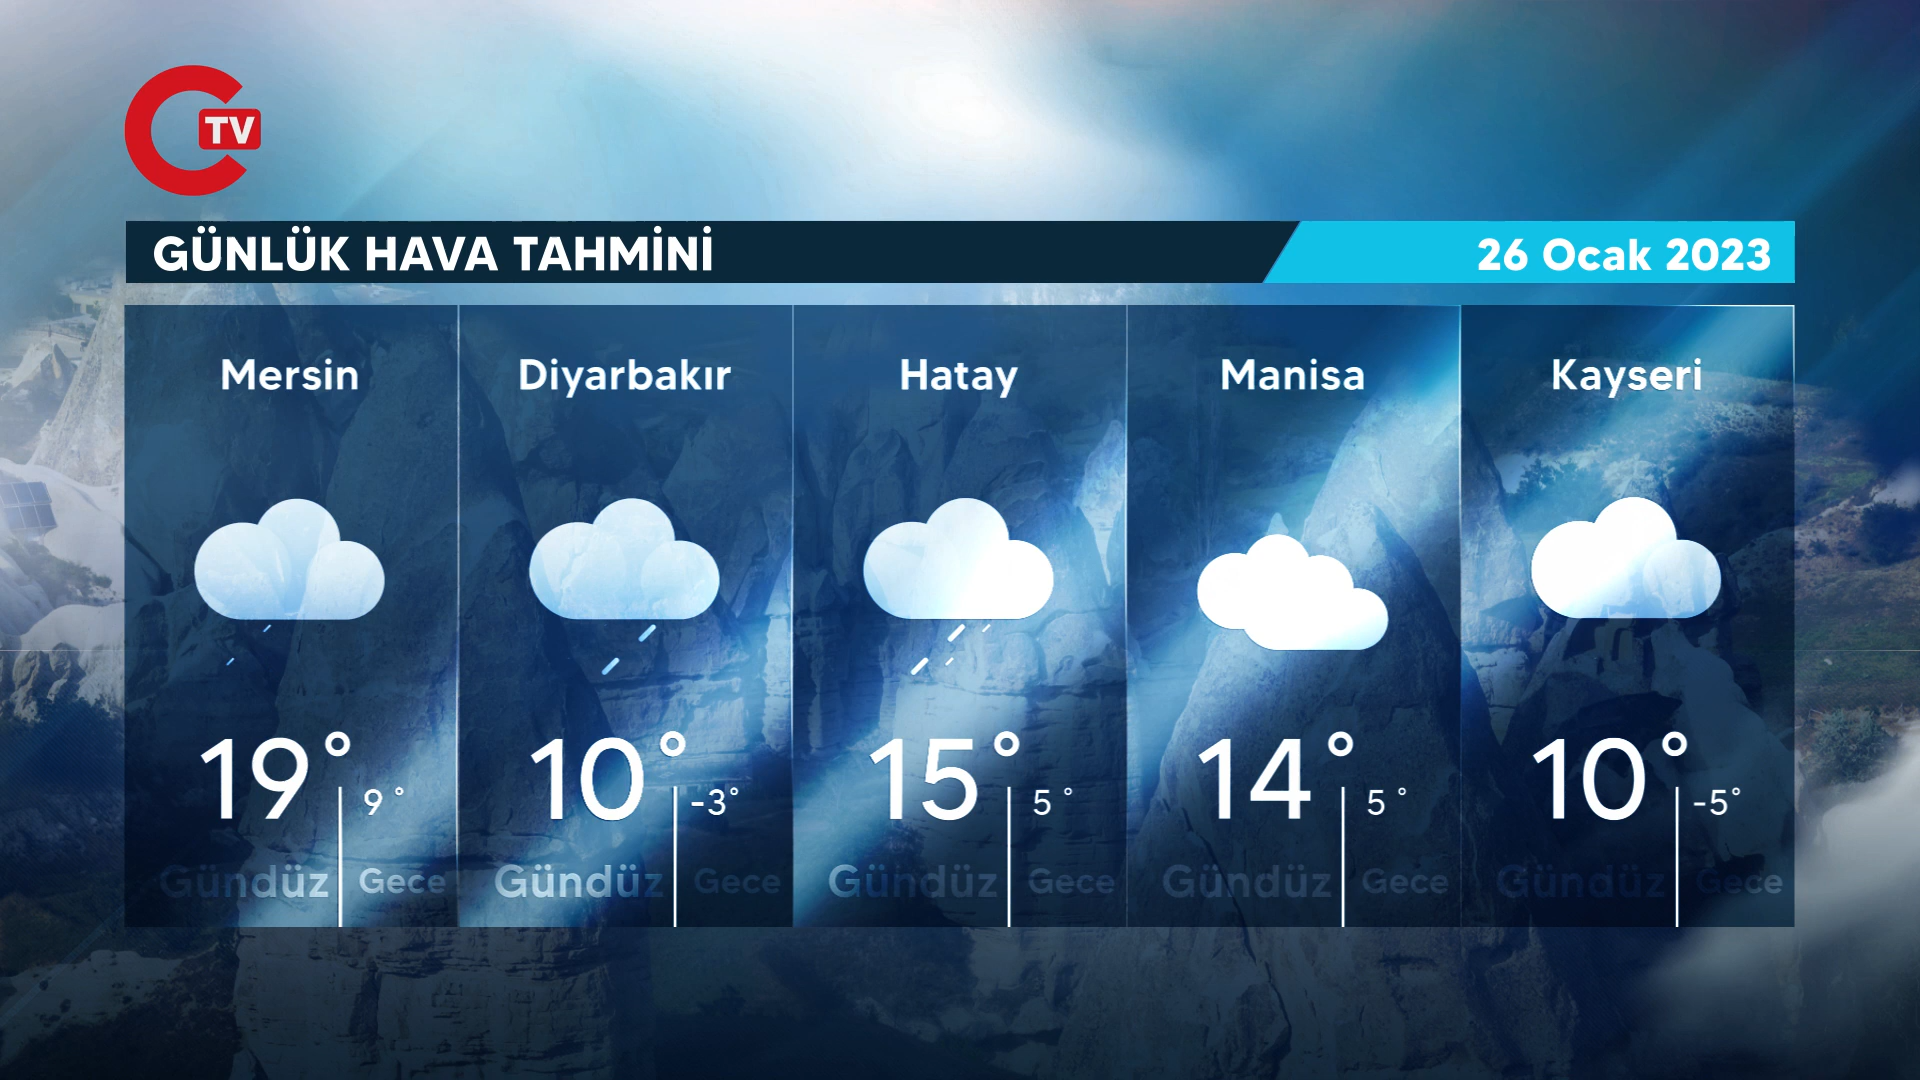 TV
GÜNLÜK HAVA TAHMİNİ
26 Ocak 2023
Mersin
19°
9°
Gündüz
Gece
Diyarbakır
10°
-3°
Gündüz
Gece
Hatay
15°
5°
Gündüz
Gece
Manisa
14°
5°
Gündüz
Gece
Kayseri
10°
-5°
Gündüz
Gece